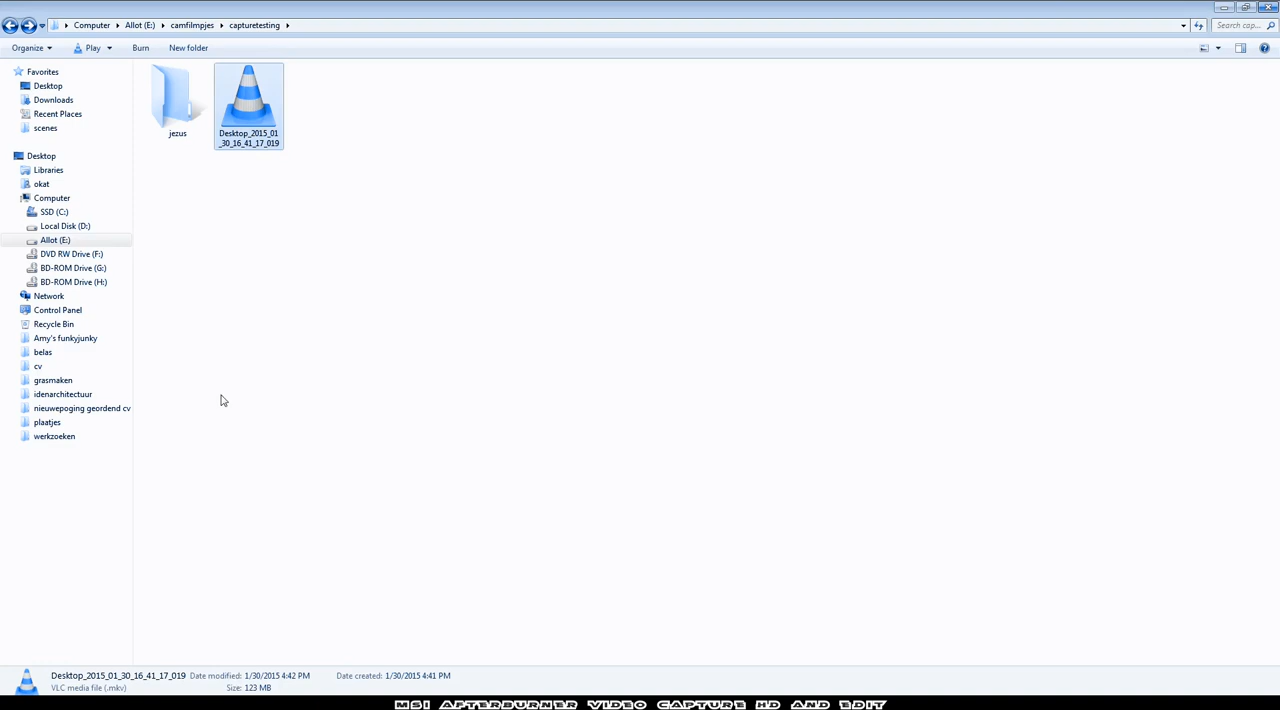 Computer
Allot (E:)
camfilmpjes
capturetesting
Search cap...
Organize
Play
Burn
New folder
Favorites
Desktop
Downloads
Recent Places
scenes
Desktop
Libraries
okat
Computer
SSD (C:)
Local Disk (D:)
Allot (E:)
DVD RW Drive (F:)
BD-ROM Drive (G:)
BD-ROM Drive (H:)
Network
Control Panel
Recycle Bin
Amy's funkyjunky
belas
cv
grasmaken
idenarchitectuur
nieuwepoging geordend cv
plaatjes
werkzoeken
jezus
Desktop_2015_01
_30_16_41_17_019
Desktop_2015_01_30_16_41_17_019 Date modified: 1/30/2015 4:42 PM Date created: 1/30/2015 4:41 PM
VLC media file (.mkv) Size: 123 MB
MSI AFTERBURNER VIDEO CAPTURE HD AND EDIT